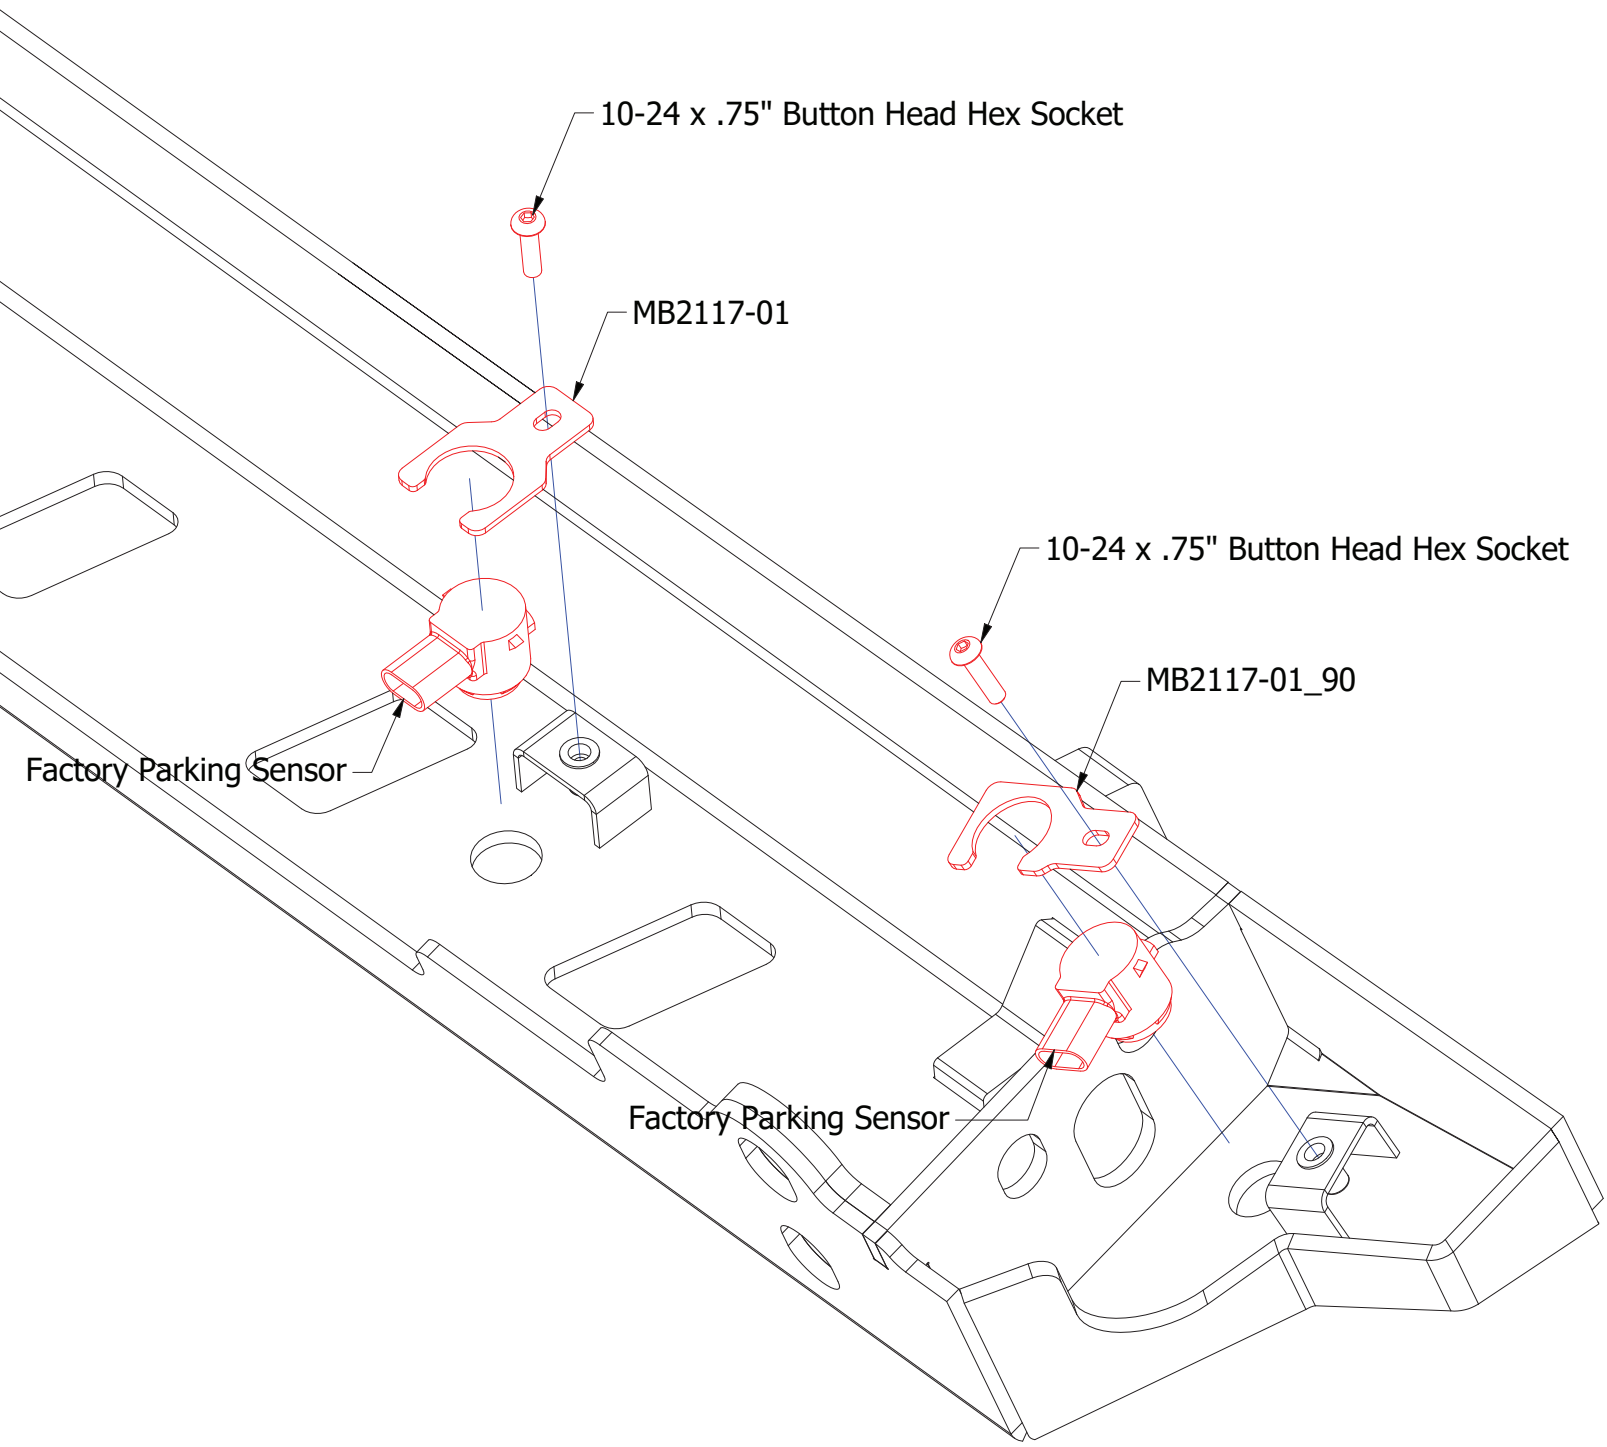 10-24 x .75" Button Head Hex Socket
MB2117-01
10-24 x .75" Button Head Hex Socket
MB2117-01_90
Factory Parking Sensor
Factory Parking Sensor